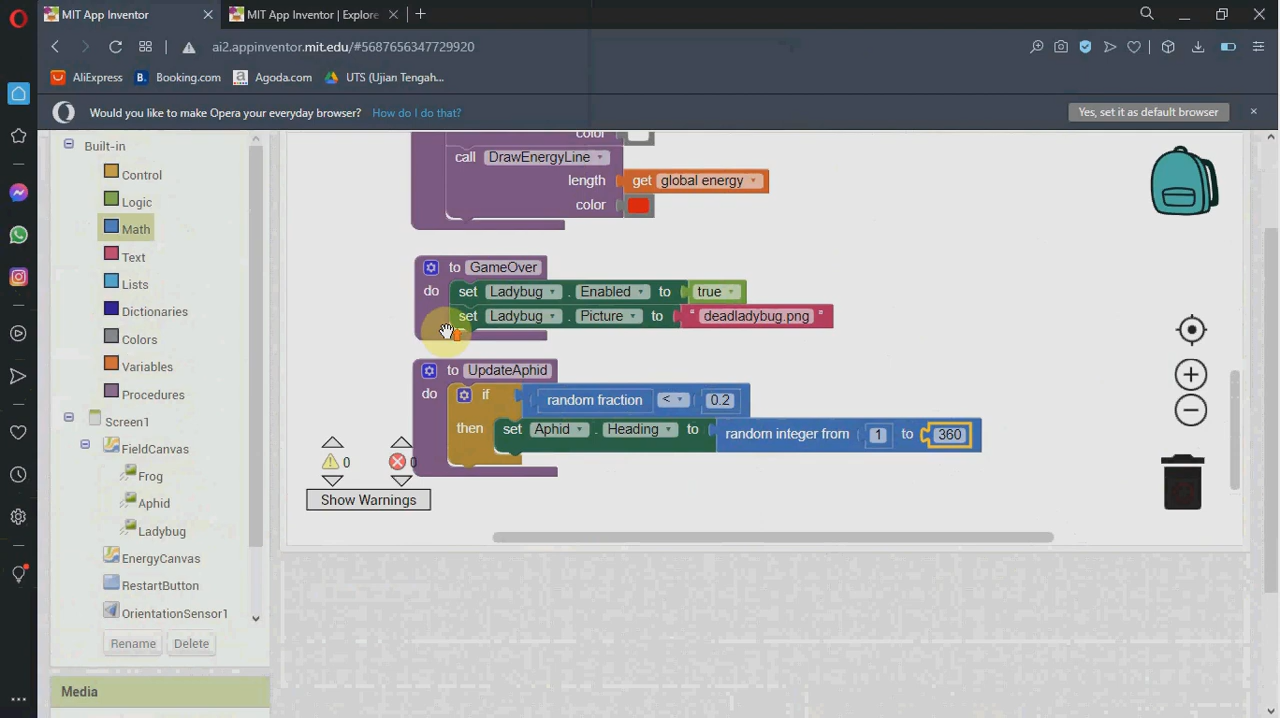 MIT App Inventor
MIT App Inventor | Explore
ai2.appinventor.mit.edu/#5687656347729920
AliExpress
B. Booking.com
a Agoda.com
UTS (Ujian Tengah...
Would you like to make Opera your everyday browser? How do I do that?
Yes, set it as default browser
Built-in
Control
Logic
Math
Text
Lists
Dictionaries
Colors
Variables
Procedures
Screen1
FieldCanvas
Frog
Aphid
Ladybug
EnergyCanvas
RestartButton
OrientationSensor1
Rename
Delete
Media
color
call DrawEnergyLine
length get global energy
color
to GameOver
do set Ladybug . Enabled to true
set Ladybug . Picture to " deadladybug.png "
to UpdateAphid
do if random fraction < 0.2
then set Aphid . Heading to random integer from 1 to 360
0 0
Show Warnings